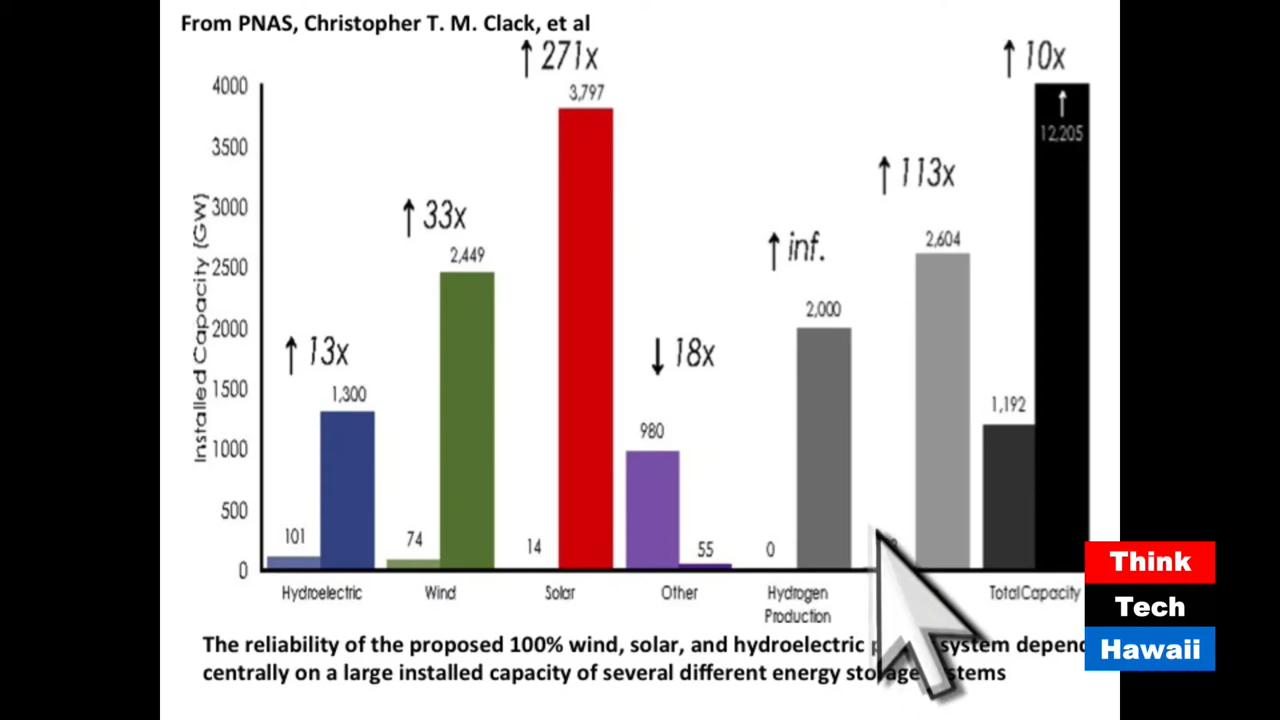 From PNAS, Christopher T. M. Clack, et al
↑ 271x
↑ 10x
4000
3,797
12,205
3500
↑ 113x
3000
↑ 33x
2,604
2,449
↑ inf.
2500
2,000
2000
↑ 13x
↓ 18x
1500
1,300
1,192
980
1000
500
101
74
14
55
0
0
Installed Capacity (GW)
Hydroelectric
Wind
Solar
Other
Hydrogen
Production
Total Capacity
The reliability of the proposed 100% wind, solar, and hydroelectric system depend
centrally on a large installed capacity of several different energy storage
Think
Tech
Hawaii